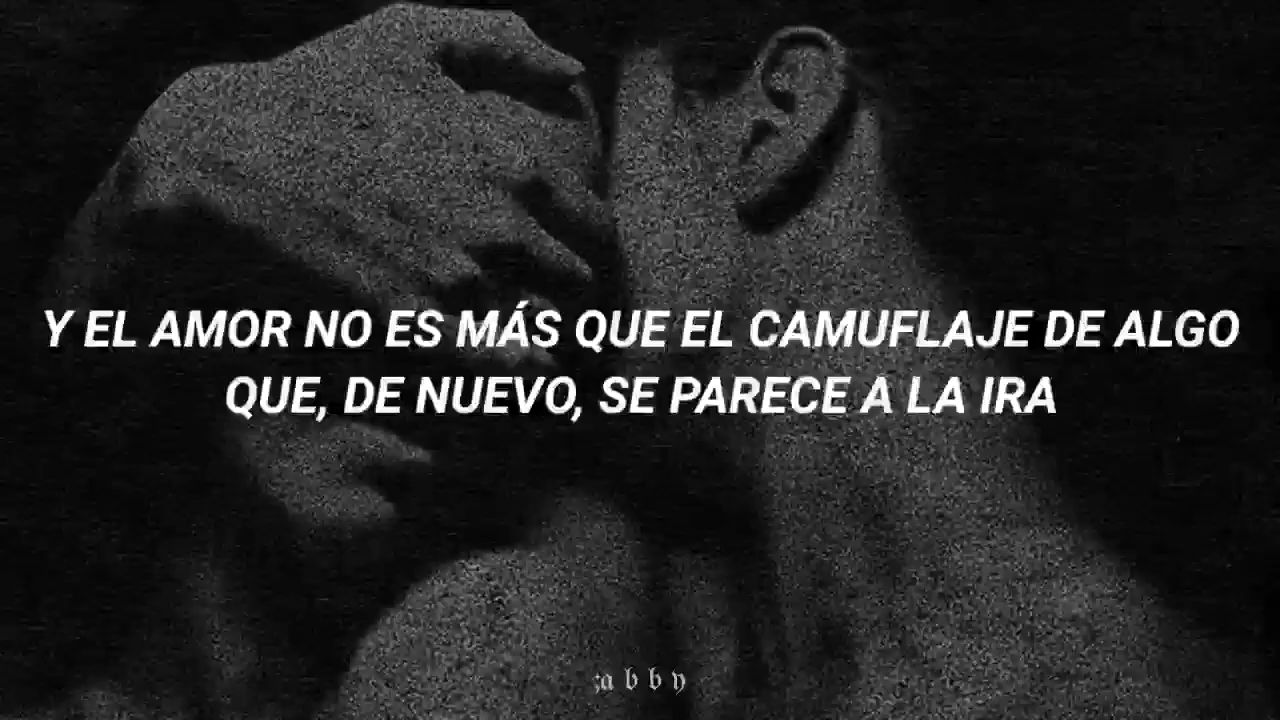 Y EL AMOR NO ES MÁS QUE EL CAMUFLAJE DE ALGO
QUE, DE NUEVO, SE PARECE A LA IRA
;abby